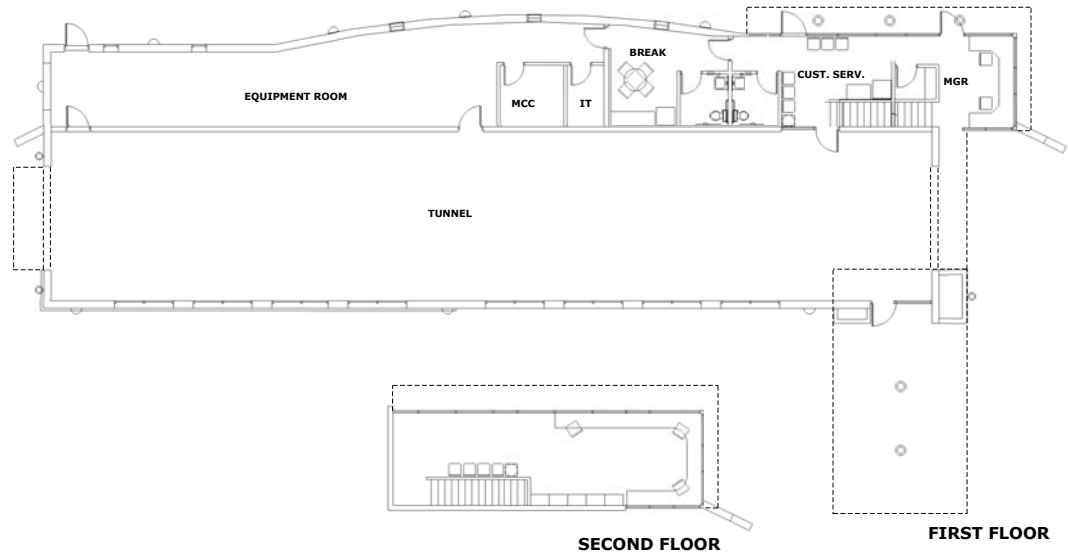 BREAK
CUST. SERV.
MGR
EQUIPMENT ROOM
MCC
IT
TUNNEL
FIRST FLOOR
SECOND FLOOR